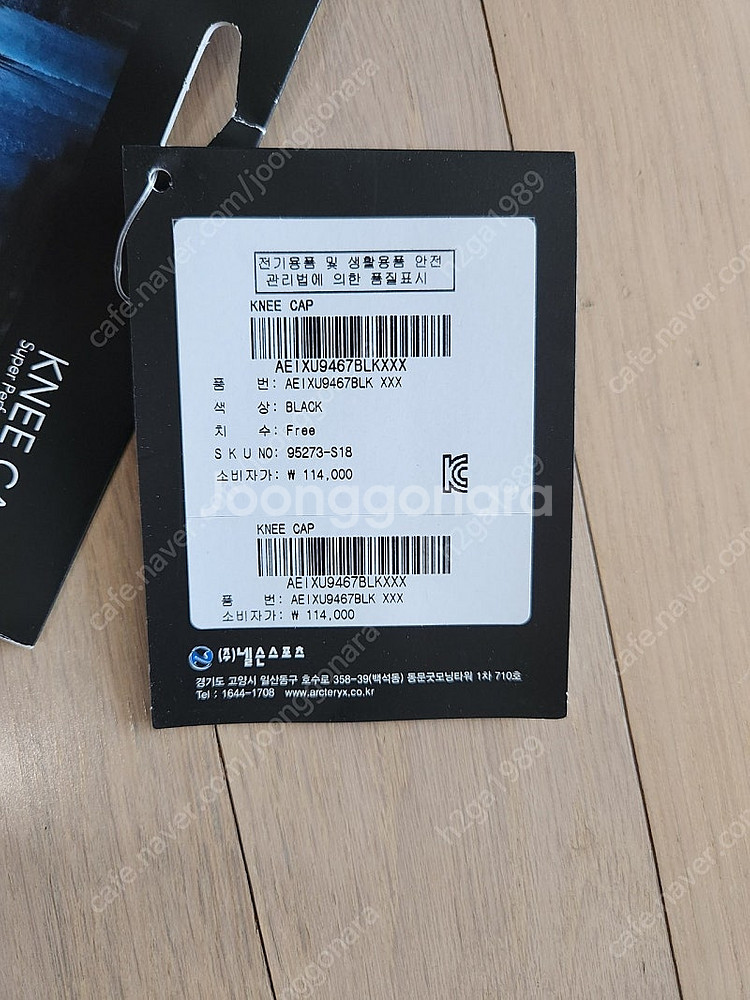 전기용품 및 생활용품 안전
관리법에 의한 품질표시
KNEE CAP
AEIXU9467BLKXXX
품 번: AEIXU9467BLK XXX
색 상: BLACK
치 수: Free
S K U NO: 95273-S18
소비자가: ₩ 114,000
joonggonara
KNEE CAP
AEIXU9467BLKXXX
품 번: AEIXU9467BLK XXX
소비자가: ₩ 114,000
(주)넬슨스포츠
경기도 고양시 일산동구 호수로 358-39(백석동) 동문굿모닝타워 1차 710호
Tel : 1644-1708 www.arcteryx.co.kr
KNEE CA
Super Perf
cafe.naver.com/joonggonara
h2ga1989